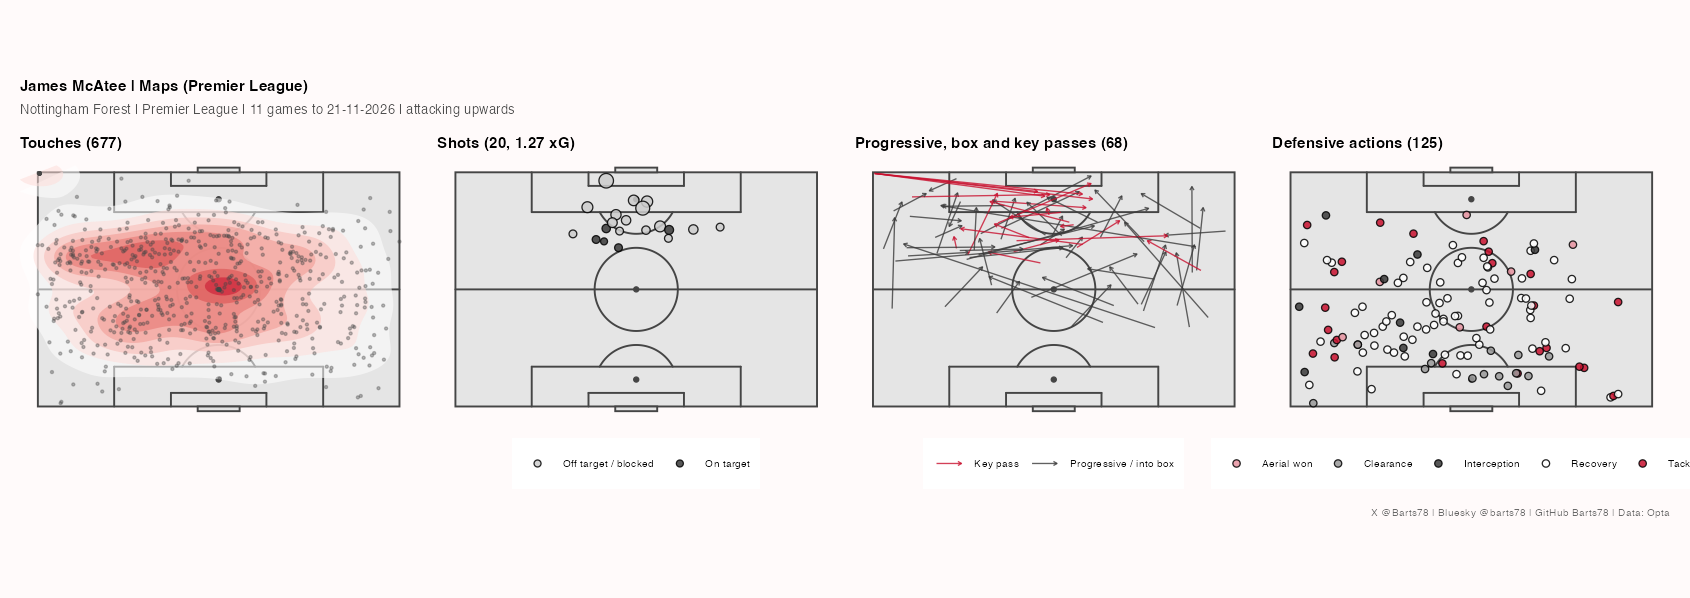 James McAtee | Maps (Premier League)
Nottingham Forest | Premier League | 11 games to 21-11-2026 | attacking upwards
Touches (677)
Shots (20, 1.27 xG)
Progressive, box and key passes (68)
Defensive actions (125)
Off target / blocked
On target
Key pass
Progressive / into box
Aerial won
Clearance
Interception
Recovery
Tack
X @Barts78 | Bluesky @barts78 | GitHub Barts78 | Data: Opta